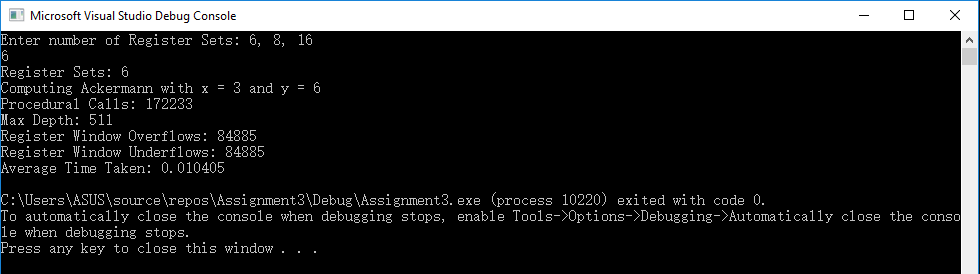 Microsoft Visual Studio Debug Console
Enter number of Register Sets: 6, 8, 16
6
Register Sets: 6
Computing Ackermann with x = 3 and y = 6
Procedural Calls: 172233
Max Depth: 511
Register Window Overflows: 84885
Register Window Underflows: 84885
Average Time Taken: 0.010405
C:\Users\ASUS\source\repos\Assignment3\Debug\Assignment3.exe (process 10220) exited with code 0.
To automatically close the console when debugging stops, enable Tools->Options->Debugging->Automatically close the conso
le when debugging stops.
Press any key to close this window . . .